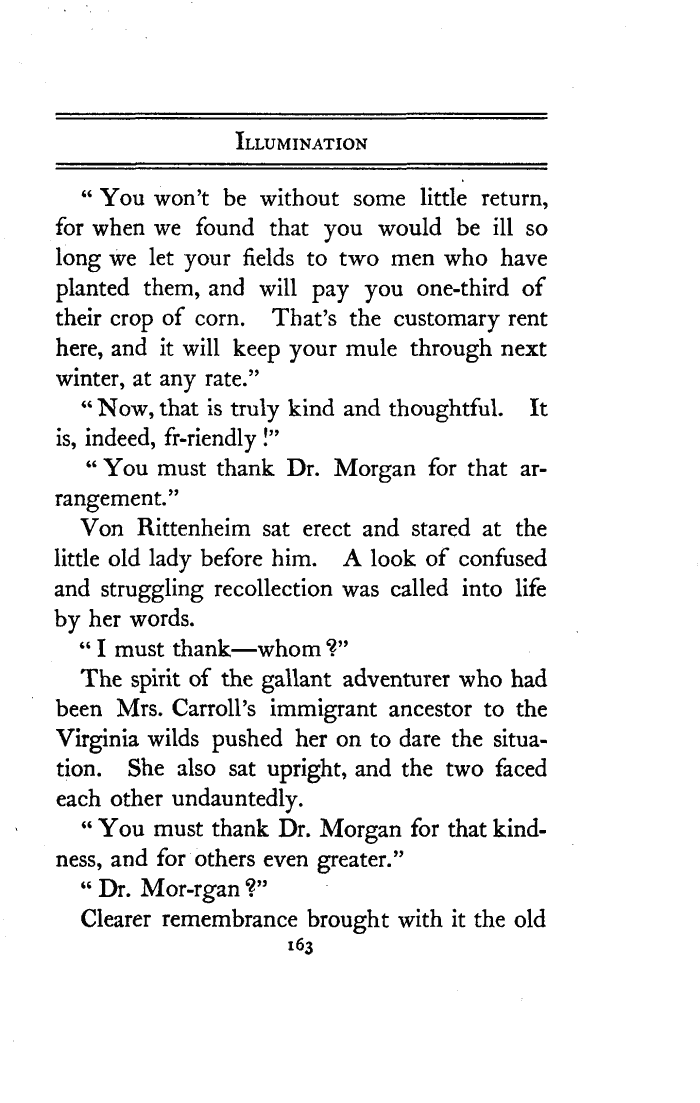 ILLUMINATION
“ You won’t be without some little return,
for when we found that you would be ill so
long we let your fields to two men who have
planted them, and will pay you one-third of
their crop of corn. That’s the customary rent
here, and it will keep your mule through next
winter, at any rate.”
“ Now, that is truly kind and thoughtful. It
is, indeed, fr-riendly !”
“ You must thank Dr. Morgan for that ar-
rangement.”
Von Rittenheim sat erect and stared at the
little old lady before him. A look of confused
and struggling recollection was called into life
by her words.
“ I must thank—whom ?”
The spirit of the gallant adventurer who had
been Mrs. Carroll’s immigrant ancestor to the
Virginia wilds pushed her on to dare the situa-
tion. She also sat upright, and the two faced
each other undauntedly.
“ You must thank Dr. Morgan for that kind-
ness, and for others even greater.”
“ Dr. Mor-rgan ?”
Clearer remembrance brought with it the old
163